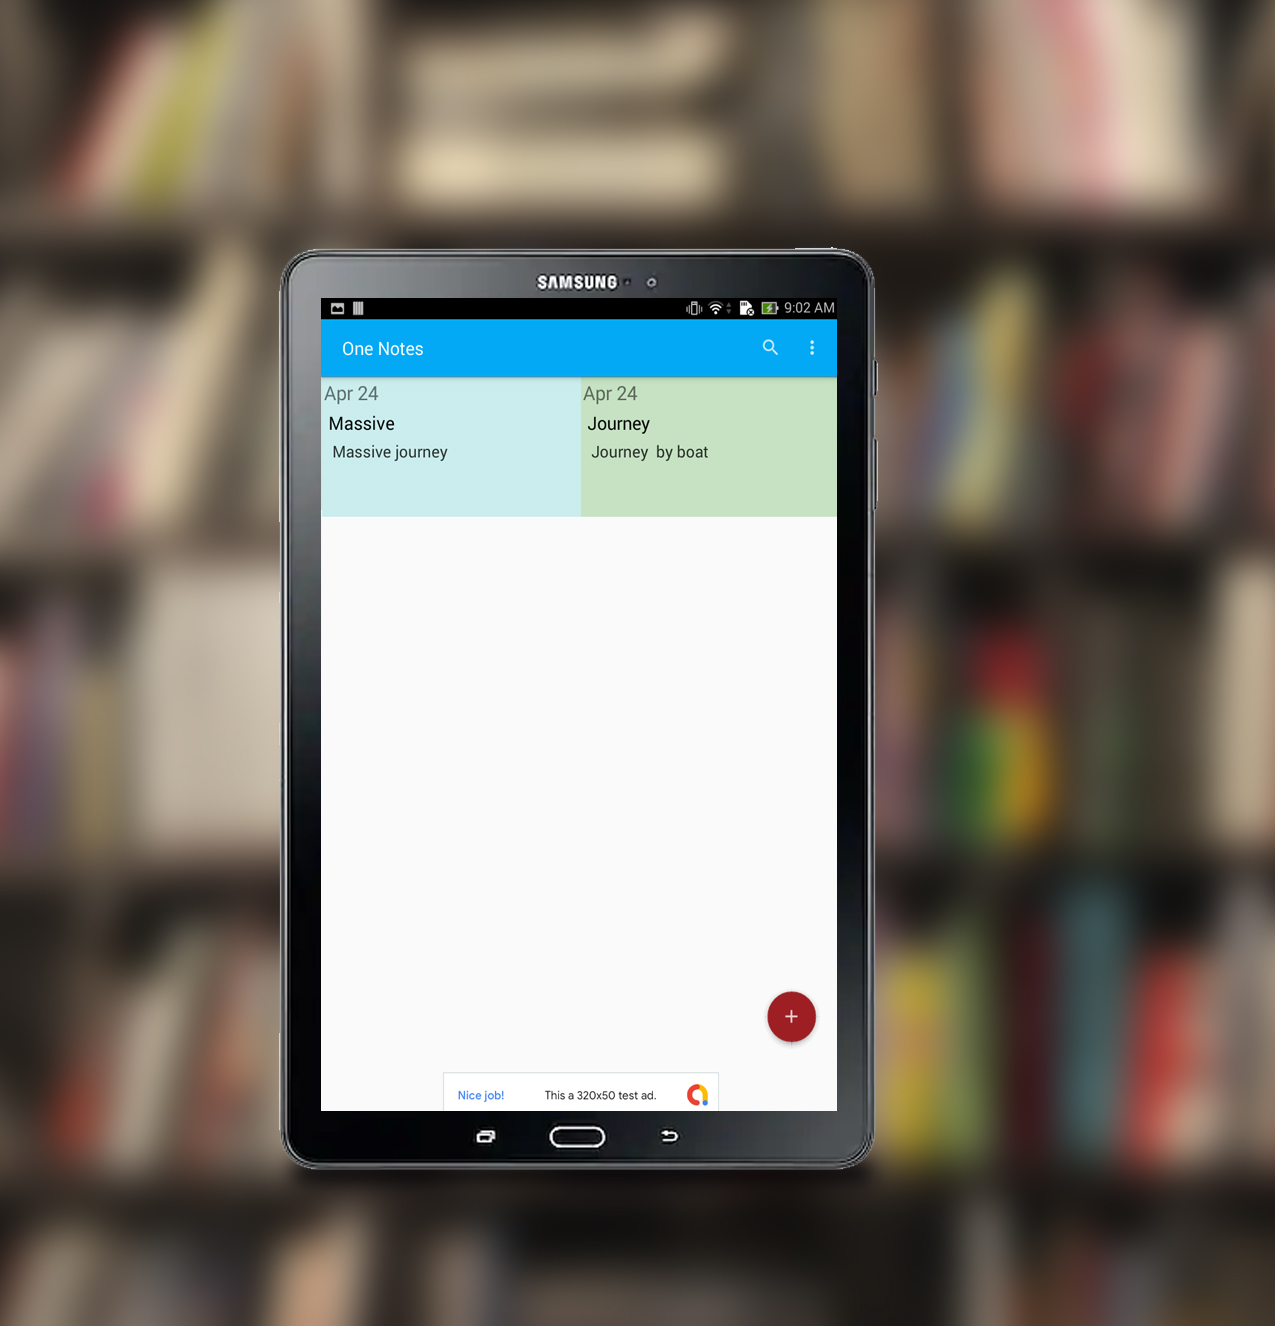 SAMSUNG
9:02 AM
One Notes
Apr 24
Massive
Massive journey
Apr 24
Journey
Journey  by boat
Nice job!
This a 320x50 test ad.